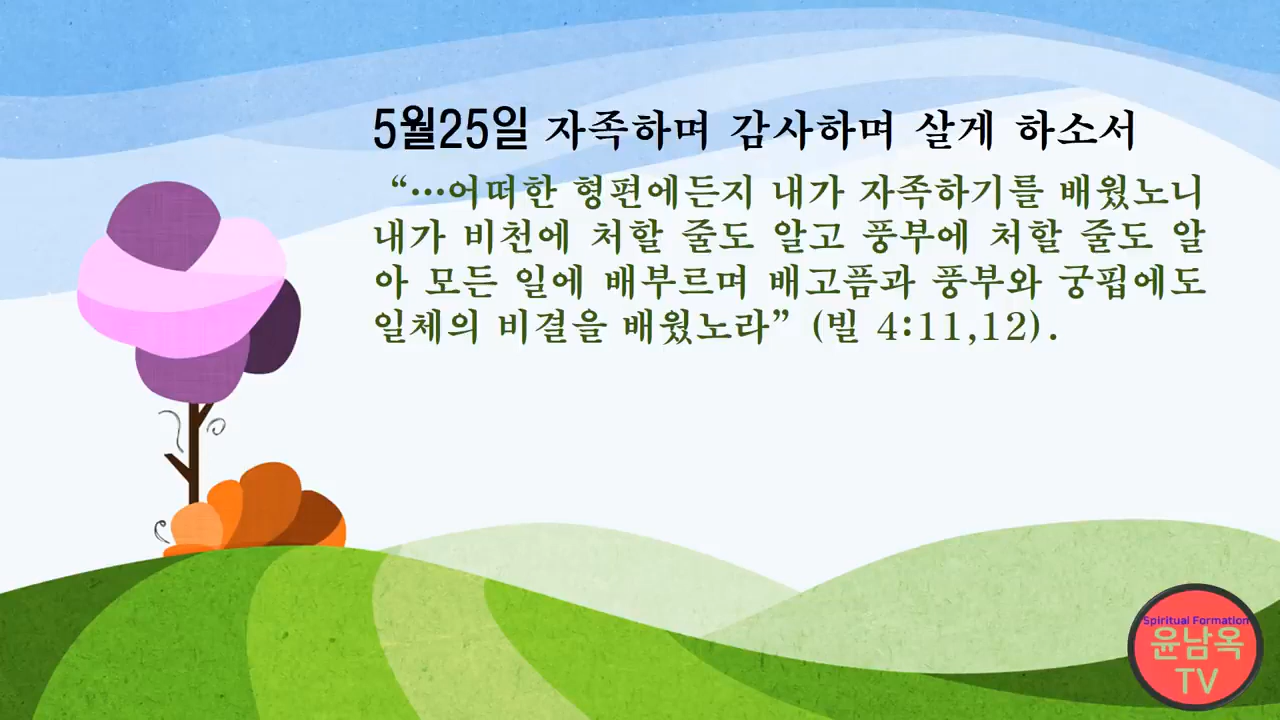 5월25일 자족하며 감사하며 살게 하소서
“…어떠한 형편에든지 내가 자족하기를 배웠노니
내가 비천에 처할 줄도 알고 풍부에 처할 줄도 알
아 모든 일에 배부르며 배고픔과 풍부와 궁핍에도
일체의 비결을 배웠노라” (빌 4:11,12).
Spiritual Formation
윤남옥
TV